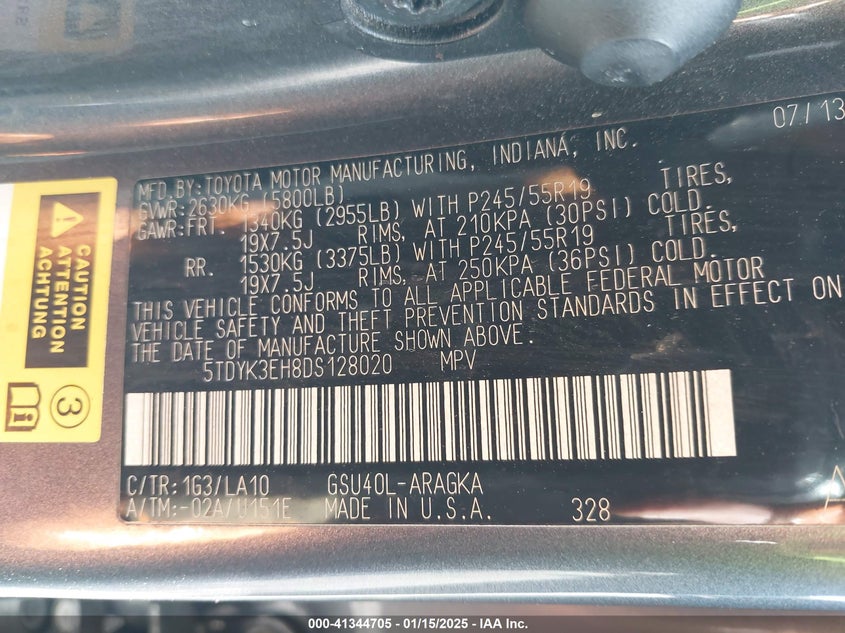 07/13
MFD BY:TOYOTA MOTOR MANUFACTURING, INDIANA, INC.
GVWR:2630KG (5800LB)
GAWR:FRT. 1340KG (2955LB) WITH P245/55R19 TIRES,
19X7.5J RIMS, AT 210KPA (30PSI) COLD.
RR. 1530KG (3375LB) WITH P245/55R19 TIRES,
19X7.5J RIMS, AT 250KPA (36PSI) COLD.
THIS VEHICLE CONFORMS TO ALL APPLICABLE FEDERAL MOTOR
VEHICLE SAFETY AND THEFT PREVENTION STANDARDS IN EFFECT ON
THE DATE OF MANUFACTURE SHOWN ABOVE.
5TDYK3EH8DS128020 MPV
C/TR:1G3/LA10 GSU40L-ARAGKA
A/TM:-02A/U151E MADE IN U.S.A. 328
CAUTION
ATTENTION
ACHTUNG
3
000-41344705 - 01/15/2025 - IAA Inc.